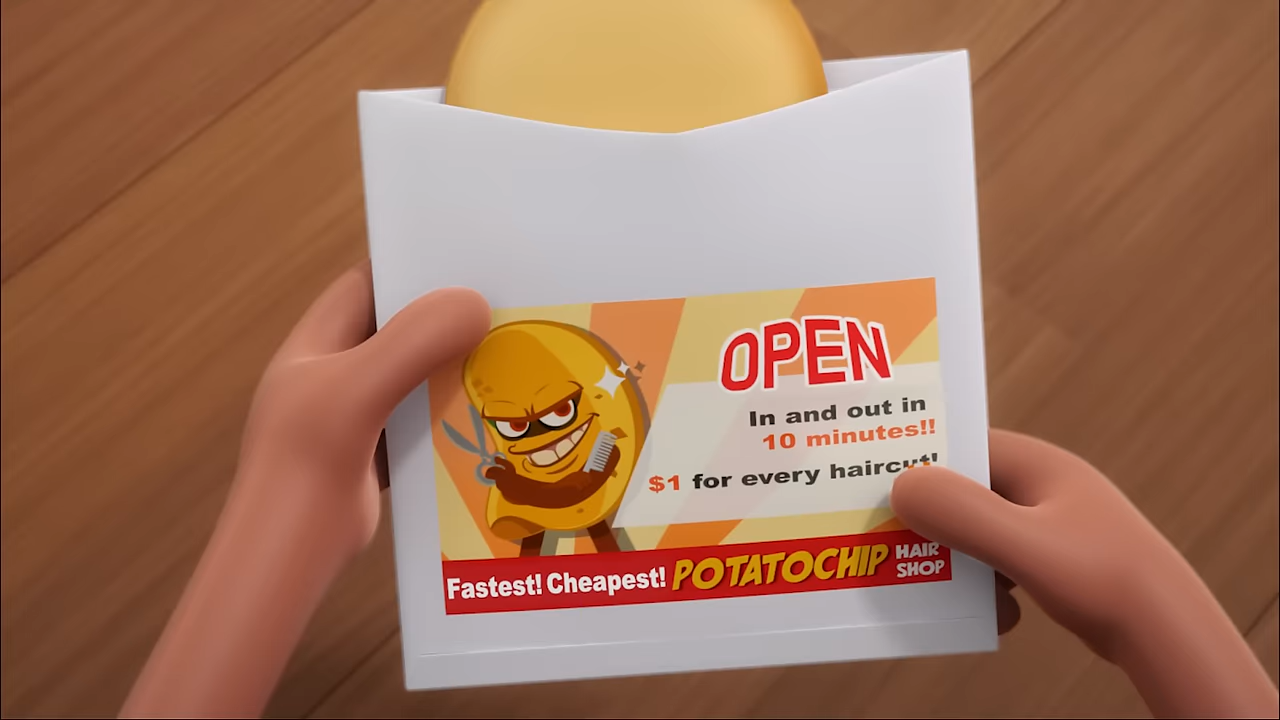 OPEN
In and out in
10 minutes!!
$1 for every haircut!
Fastest! Cheapest! POTATOCHIP HAIR
SHOP